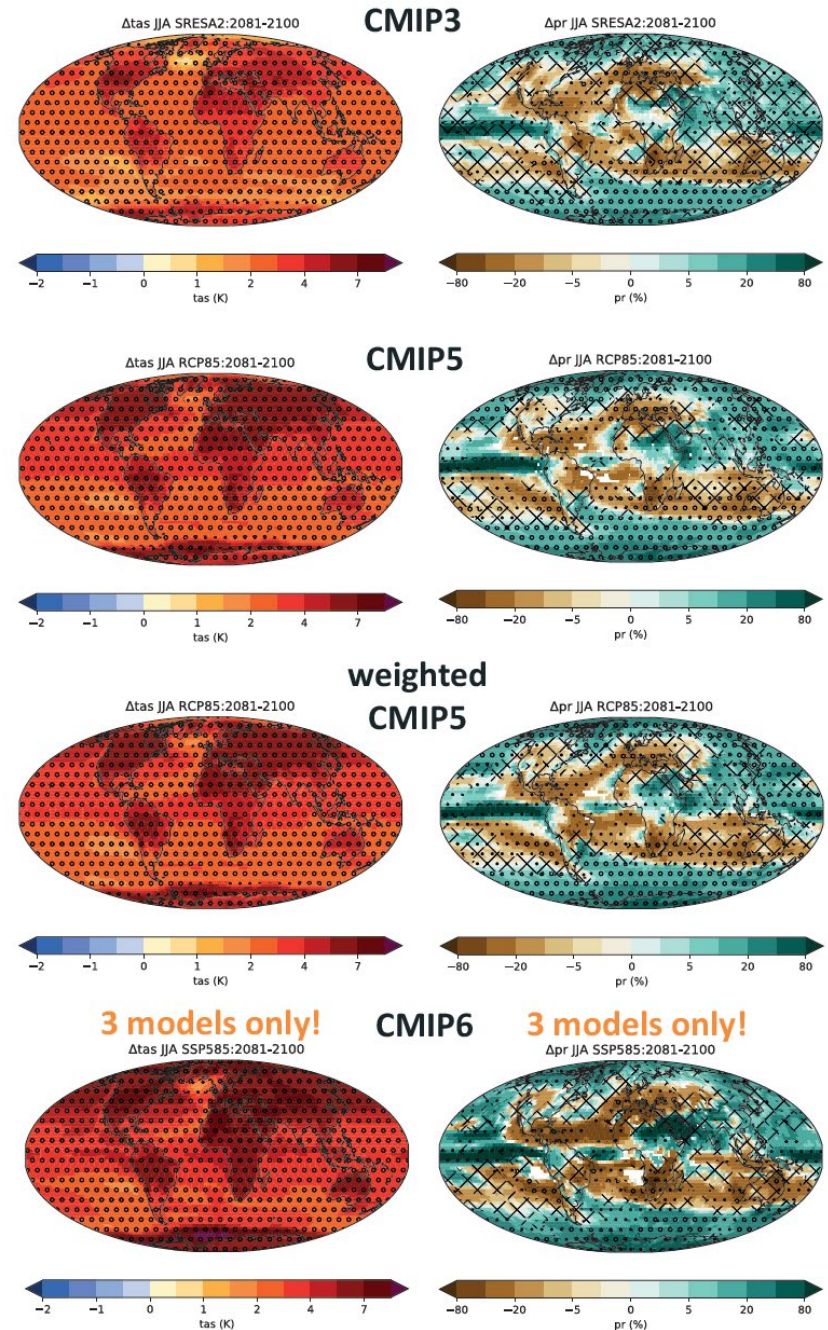 CMIP3
Δtas JJA SRESA2:2081-2100
Δpr JJA SRESA2:2081-2100
−2 −1 0 1 2 4 7
tas (K)
−80 −20 −5 0 5 20 80
pr (%)
CMIP5
Δtas JJA RCP85:2081-2100
Δpr JJA RCP85:2081-2100
−2 −1 0 1 2 4 7
tas (K)
−80 −20 −5 0 5 20 80
pr (%)
weighted
CMIP5
Δtas JJA RCP85:2081-2100
Δpr JJA RCP85:2081-2100
−2 −1 0 1 2 4 7
tas (K)
−80 −20 −5 0 5 20 80
pr (%)
3 models only! CMIP6 3 models only!
Δtas JJA SSP585:2081-2100
Δpr JJA SSP585:2081-2100
−2 −1 0 1 2 4 7
tas (K)
−80 −20 −5 0 5 20 80
pr (%)